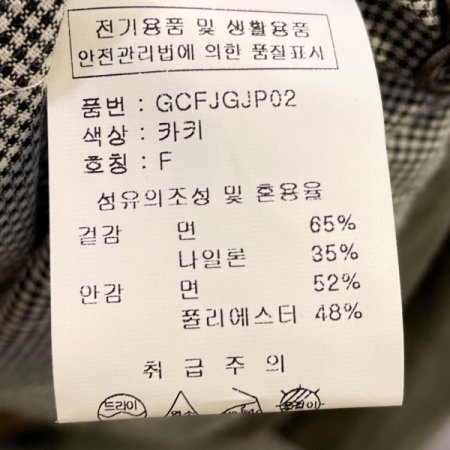 전기용품 및 생활용품
안전관리법에 의한 품질표시
품번 : GCFJGJP02
색상 : 카키
호칭 : F
섬유의조성 및 혼용율
겉감 면 65%
나일론 35%
안감 면 52%
폴리에스터 48%
취급주의
드라이